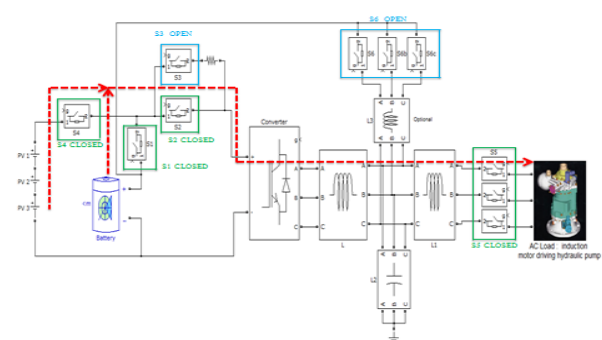 S6 OPEN
S3 OPEN
S6
S6b
S6c
S3
S4
S2
S1
S4 CLOSED
S2 CLOSED
S1 CLOSED
Converter
L3
Optional
A B C
A B C
PV 1
PV 2
PV 3
Battery
A
B
C
A
B
C
L
A
B
C
A
B
C
L1
S5
S5 CLOSED
L2
A B C
A B C
AC Load : induction
motor driving hydraulic pump